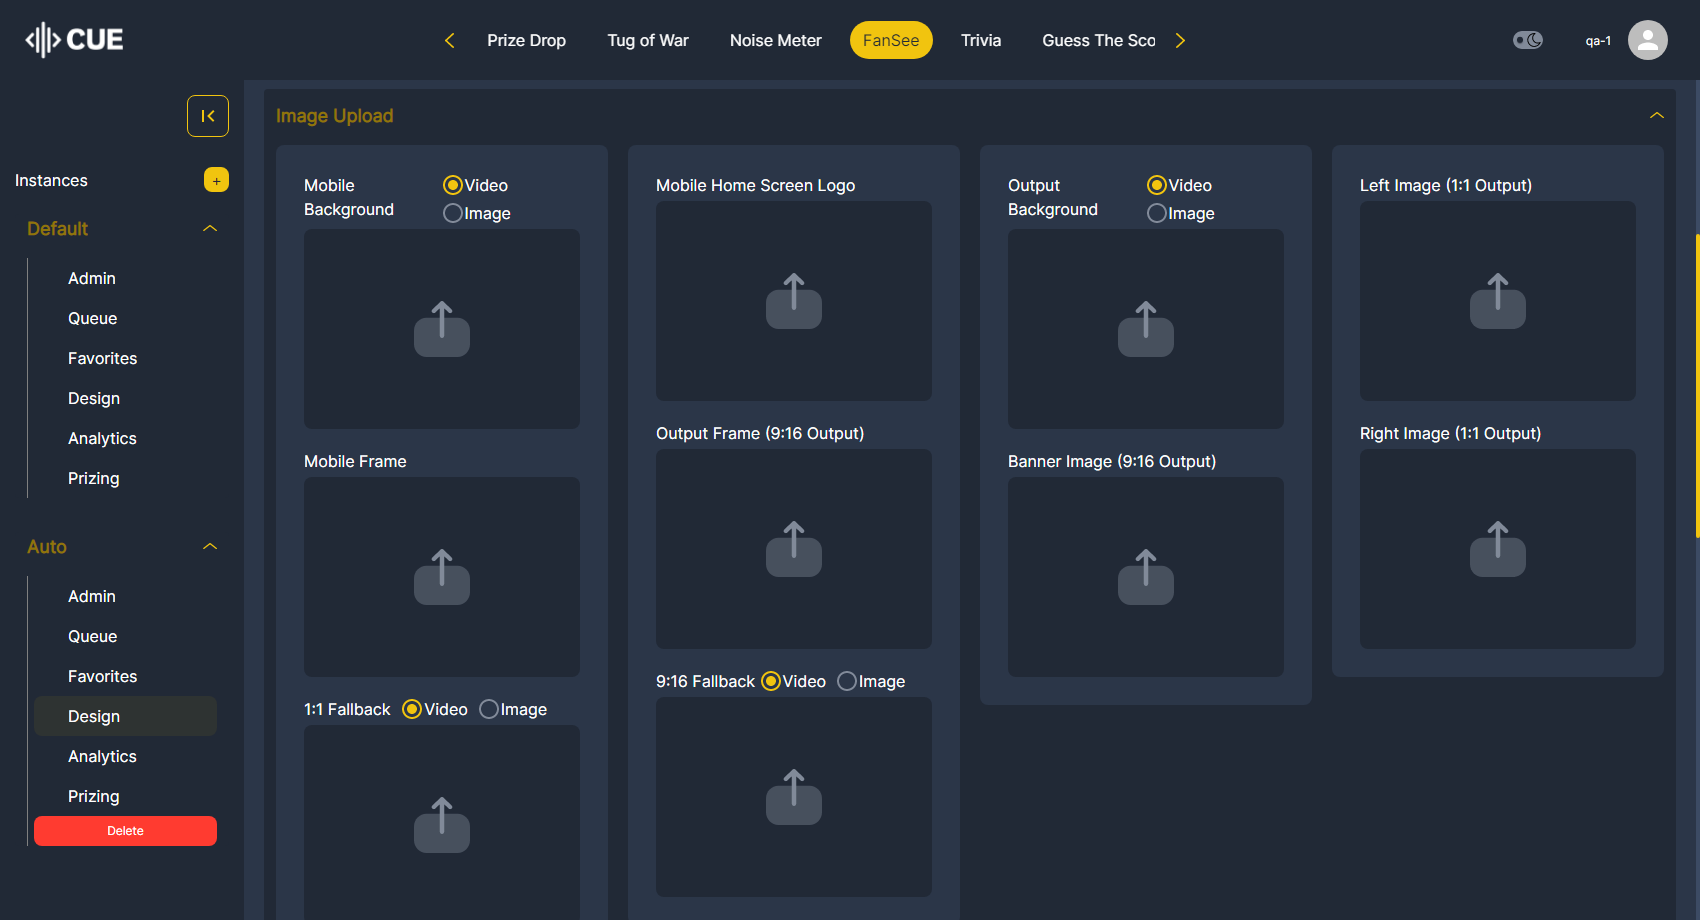 CUE
Prize Drop
Tug of War
Noise Meter
FanSee
Trivia
Guess The Sco
qa-1
Instances
+
Default
Admin
Queue
Favorites
Design
Analytics
Prizing
Auto
Admin
Queue
Favorites
Design
Analytics
Prizing
Delete
Image Upload
Mobile
Background
Video
Image
Mobile Frame
1:1 Fallback
Video
Image
Mobile Home Screen Logo
Output Frame (9:16 Output)
9:16 Fallback
Video
Image
Output
Background
Video
Image
Banner Image (9:16 Output)
Left Image (1:1 Output)
Right Image (1:1 Output)